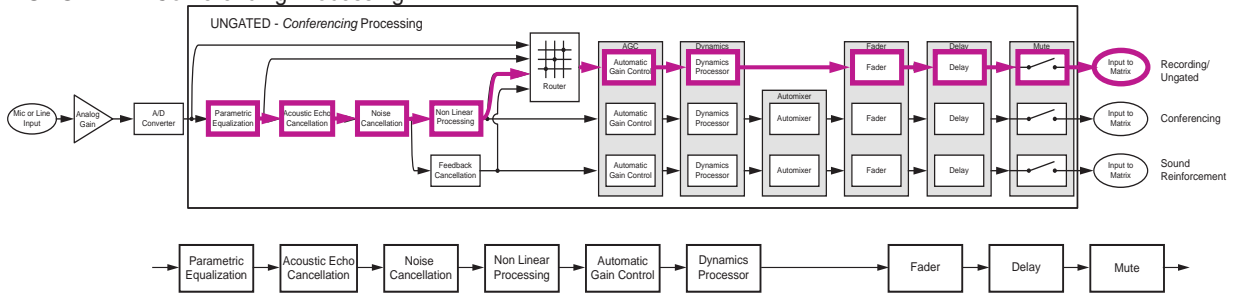 UNGATED - Conferencing Processing
Router
AGC
Automatic
Gain Control
Dynamics
Dynamics
Processor
Fader
Fader
Delay
Delay
Mute
Input to
Matrix
Recording/
Ungated
Mic or Line
Input
Analog
Gain
A/D
Converter
Parametric
Equalization
Acoustic Echo
Cancellation
Noise
Cancellation
Non Linear
Processing
Automatic
Gain Control
Dynamics
Processor
Automixer
Automixer
Fader
Delay
Input to
Matrix
Conferencing
Feedback
Cancellation
Automatic
Gain Control
Dynamics
Processor
Automixer
Fader
Delay
Input to
Matrix
Sound
Reinforcement
Parametric
Equalization
Acoustic Echo
Cancellation
Noise
Cancellation
Non Linear
Processing
Automatic
Gain Control
Dynamics
Processor
Fader
Delay
Mute